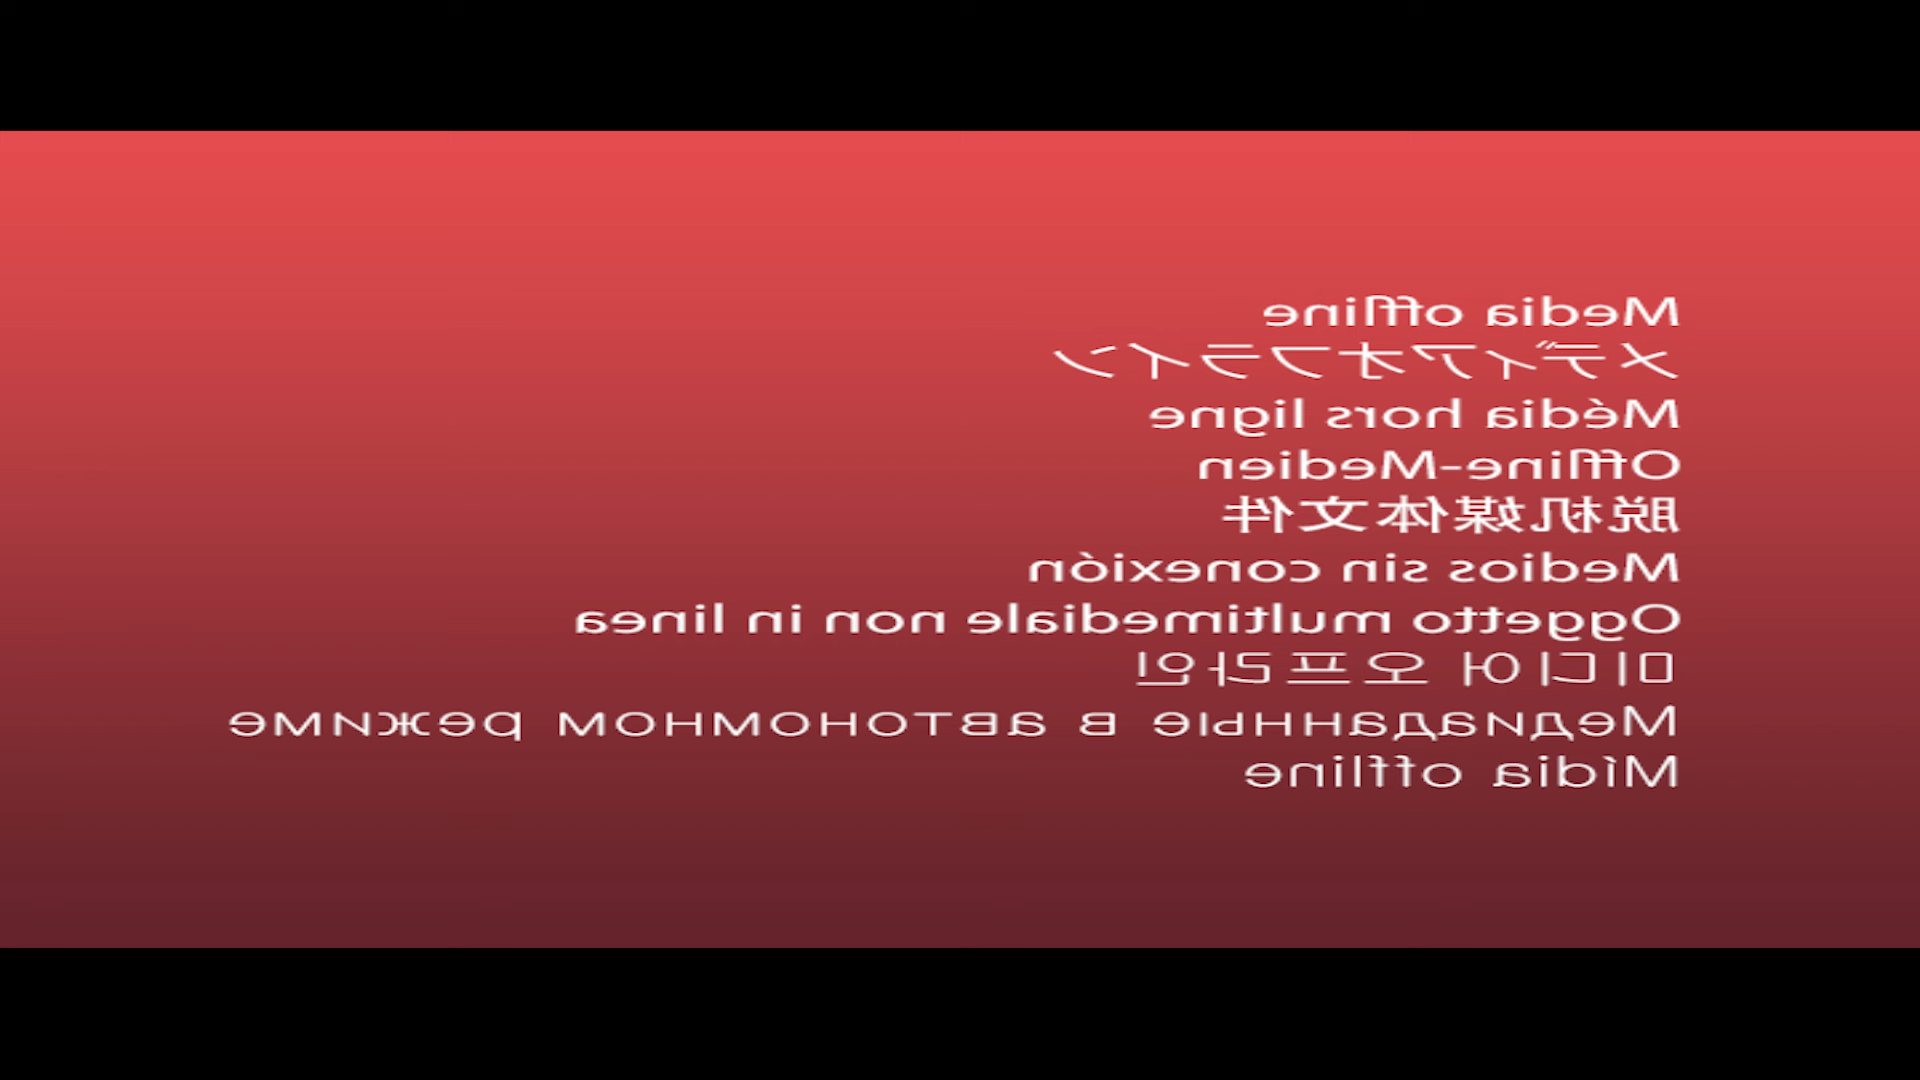 Media offline
メディアオフライン
Média hors ligne
Offline-Medien
脱机媒体文件
Medios sin conexión
Oggetto multimediale non in linea
미디어 오프라인
Медиаданные в автономном режиме
Mídia offline